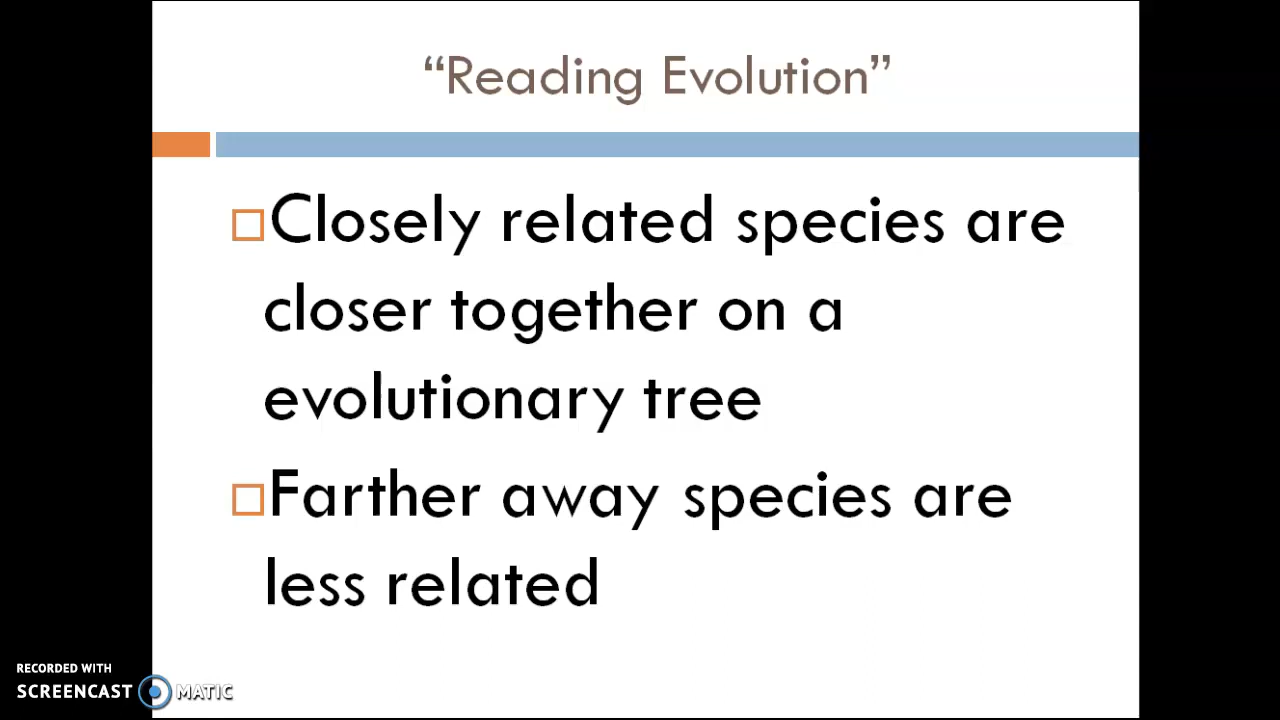 “Reading Evolution”
Closely related species are
closer together on a
evolutionary tree
Farther away species are
less related
RECORDED WITH
SCREENCAST MATIC